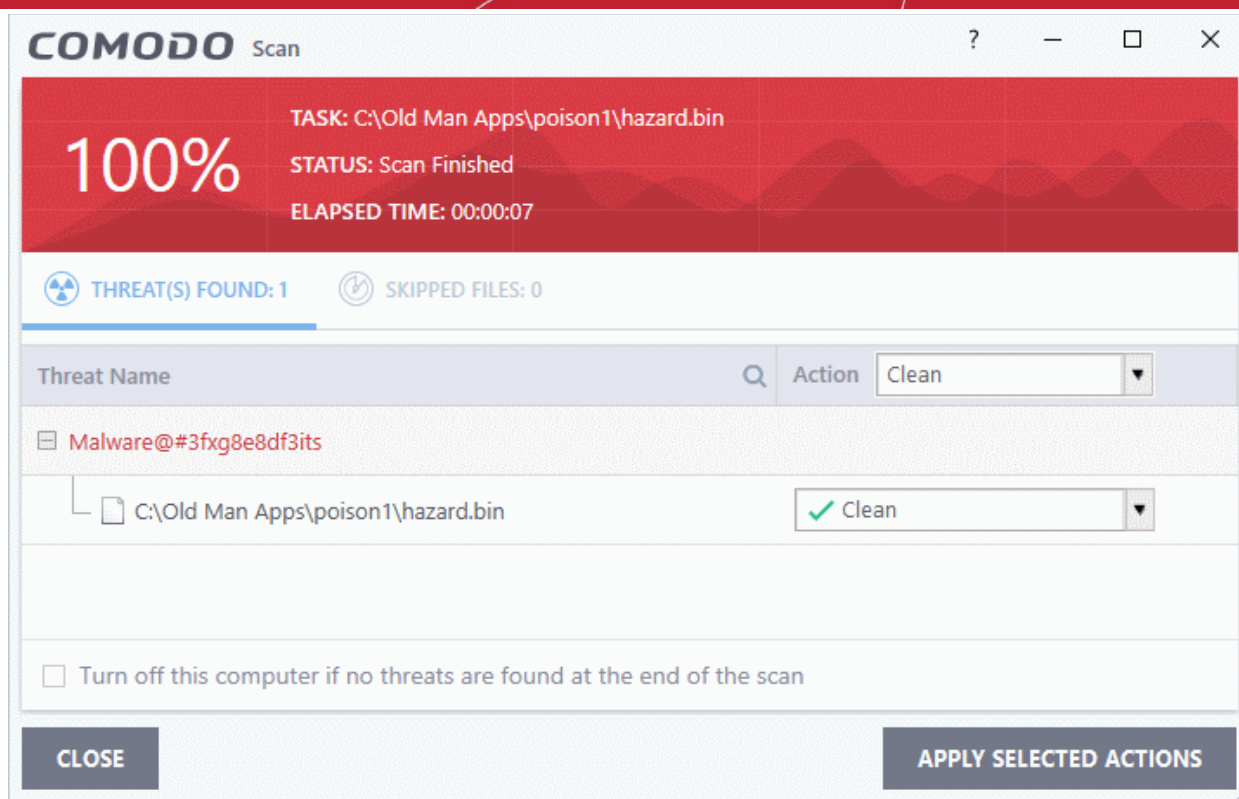 COMODO Scan ?
100%
TASK: C:\Old Man Apps\poison1\hazard.bin
STATUS: Scan Finished
ELAPSED TIME: 00:00:07
THREAT(S) FOUND: 1 SKIPPED FILES: 0
Threat Name Action Clean
Malware@#3fxg8e8df3its
C:\Old Man Apps\poison1\hazard.bin Clean
Turn off this computer if no threats are found at the end of the scan
CLOSE APPLY SELECTED ACTIONS